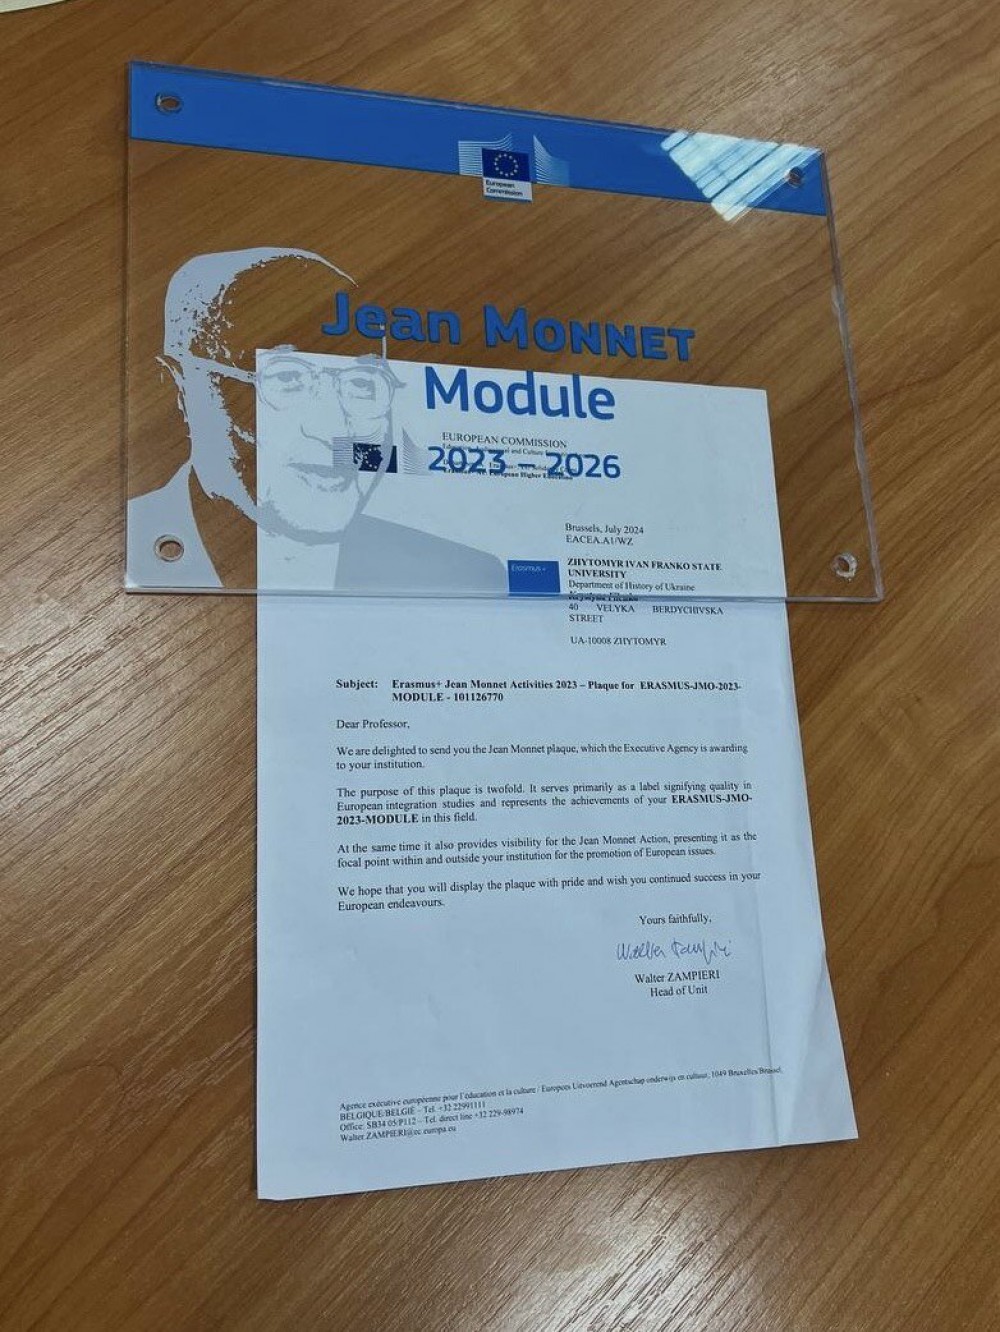 European
Commission
Jean MONNET
Module
2023 – 2026
EUROPEAN COMMISSION
and Culture
European Higher Education
Brussels, July 2024
EACEA.A1/WZ
Erasmus+
ZHYTOMYR IVAN FRANKO STATE
UNIVERSITY
Department of History of Ukraine
40 VELYKA BERDYCHIVSKA
STREET
UA-10008 ZHYTOMYR
Subject: Erasmus+ Jean Monnet Activities 2023 – Plaque for ERASMUS-JMO-2023-
MODULE - 101126770
Dear Professor,
We are delighted to send you the Jean Monnet plaque, which the Executive Agency is awarding
to your institution.
The purpose of this plaque is twofold. It serves primarily as a label signifying quality in
European integration studies and represents the achievements of your ERASMUS-JMO-
2023-MODULE in this field.
At the same time it also provides visibility for the Jean Monnet Action, presenting it as the
focal point within and outside your institution for the promotion of European issues.
We hope that you will display the plaque with pride and wish you continued success in your
European endeavours.
Yours faithfully,
Walter Zampieri
Walter ZAMPIERI
Head of Unit
Agence exécutive européenne pour l'éducation et la culture / Europees Uitvoerend Agentschap onderwijs en cultuur, 1049 Bruxelles/Brussel,
BELGIQUE/BELGIË – Tel. +32 22991111
Office: SB34 05/P112 – Tel. direct line +32 229-98974
Walter.ZAMPIERI@ec.europa.eu